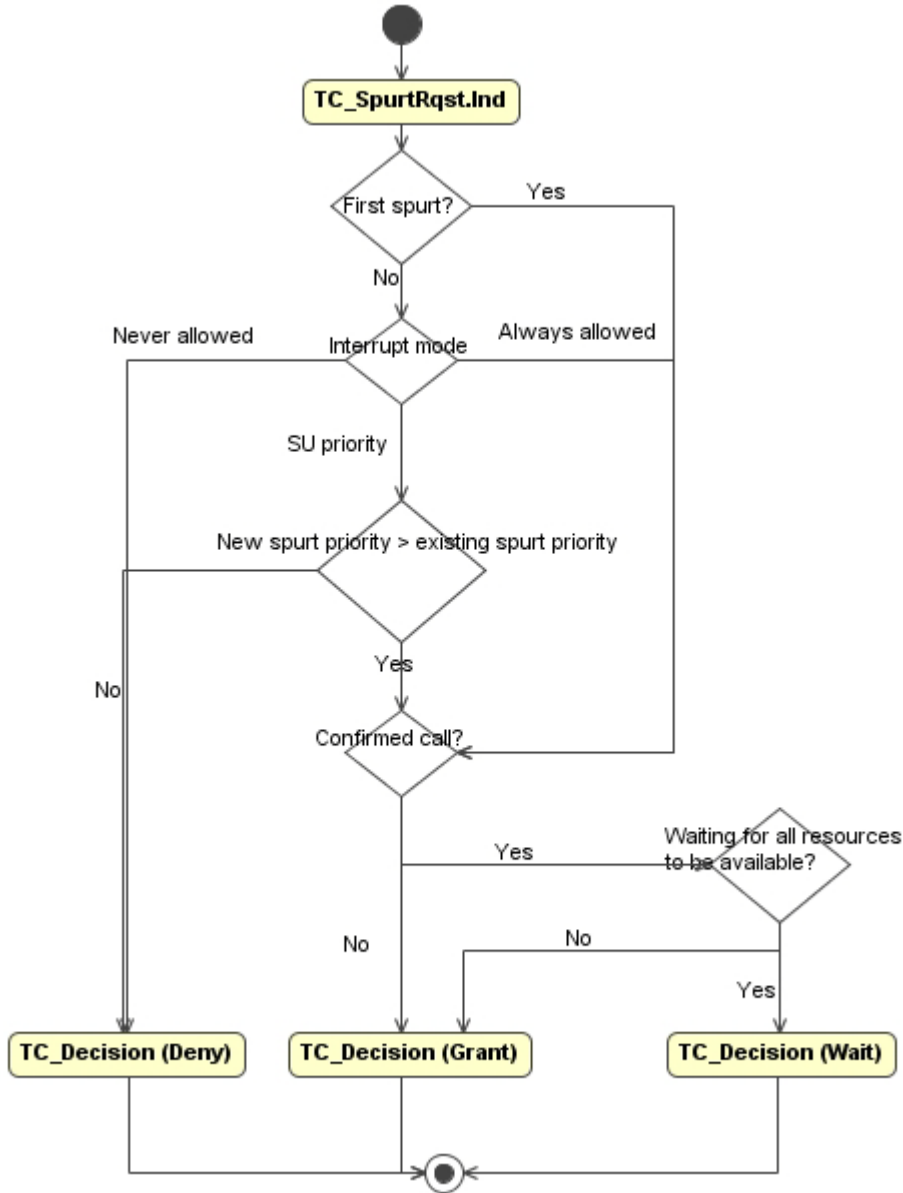 TC_SpurtRqst.Ind
First spurt?
Yes
No
Never allowed
Interrupt mode
Always allowed
SU priority
New spurt priority > existing spurt priority
No
Yes
Confirmed call?
Yes
Waiting for all resources
to be available?
No
No
Yes
TC_Decision (Deny)
TC_Decision (Grant)
TC_Decision (Wait)